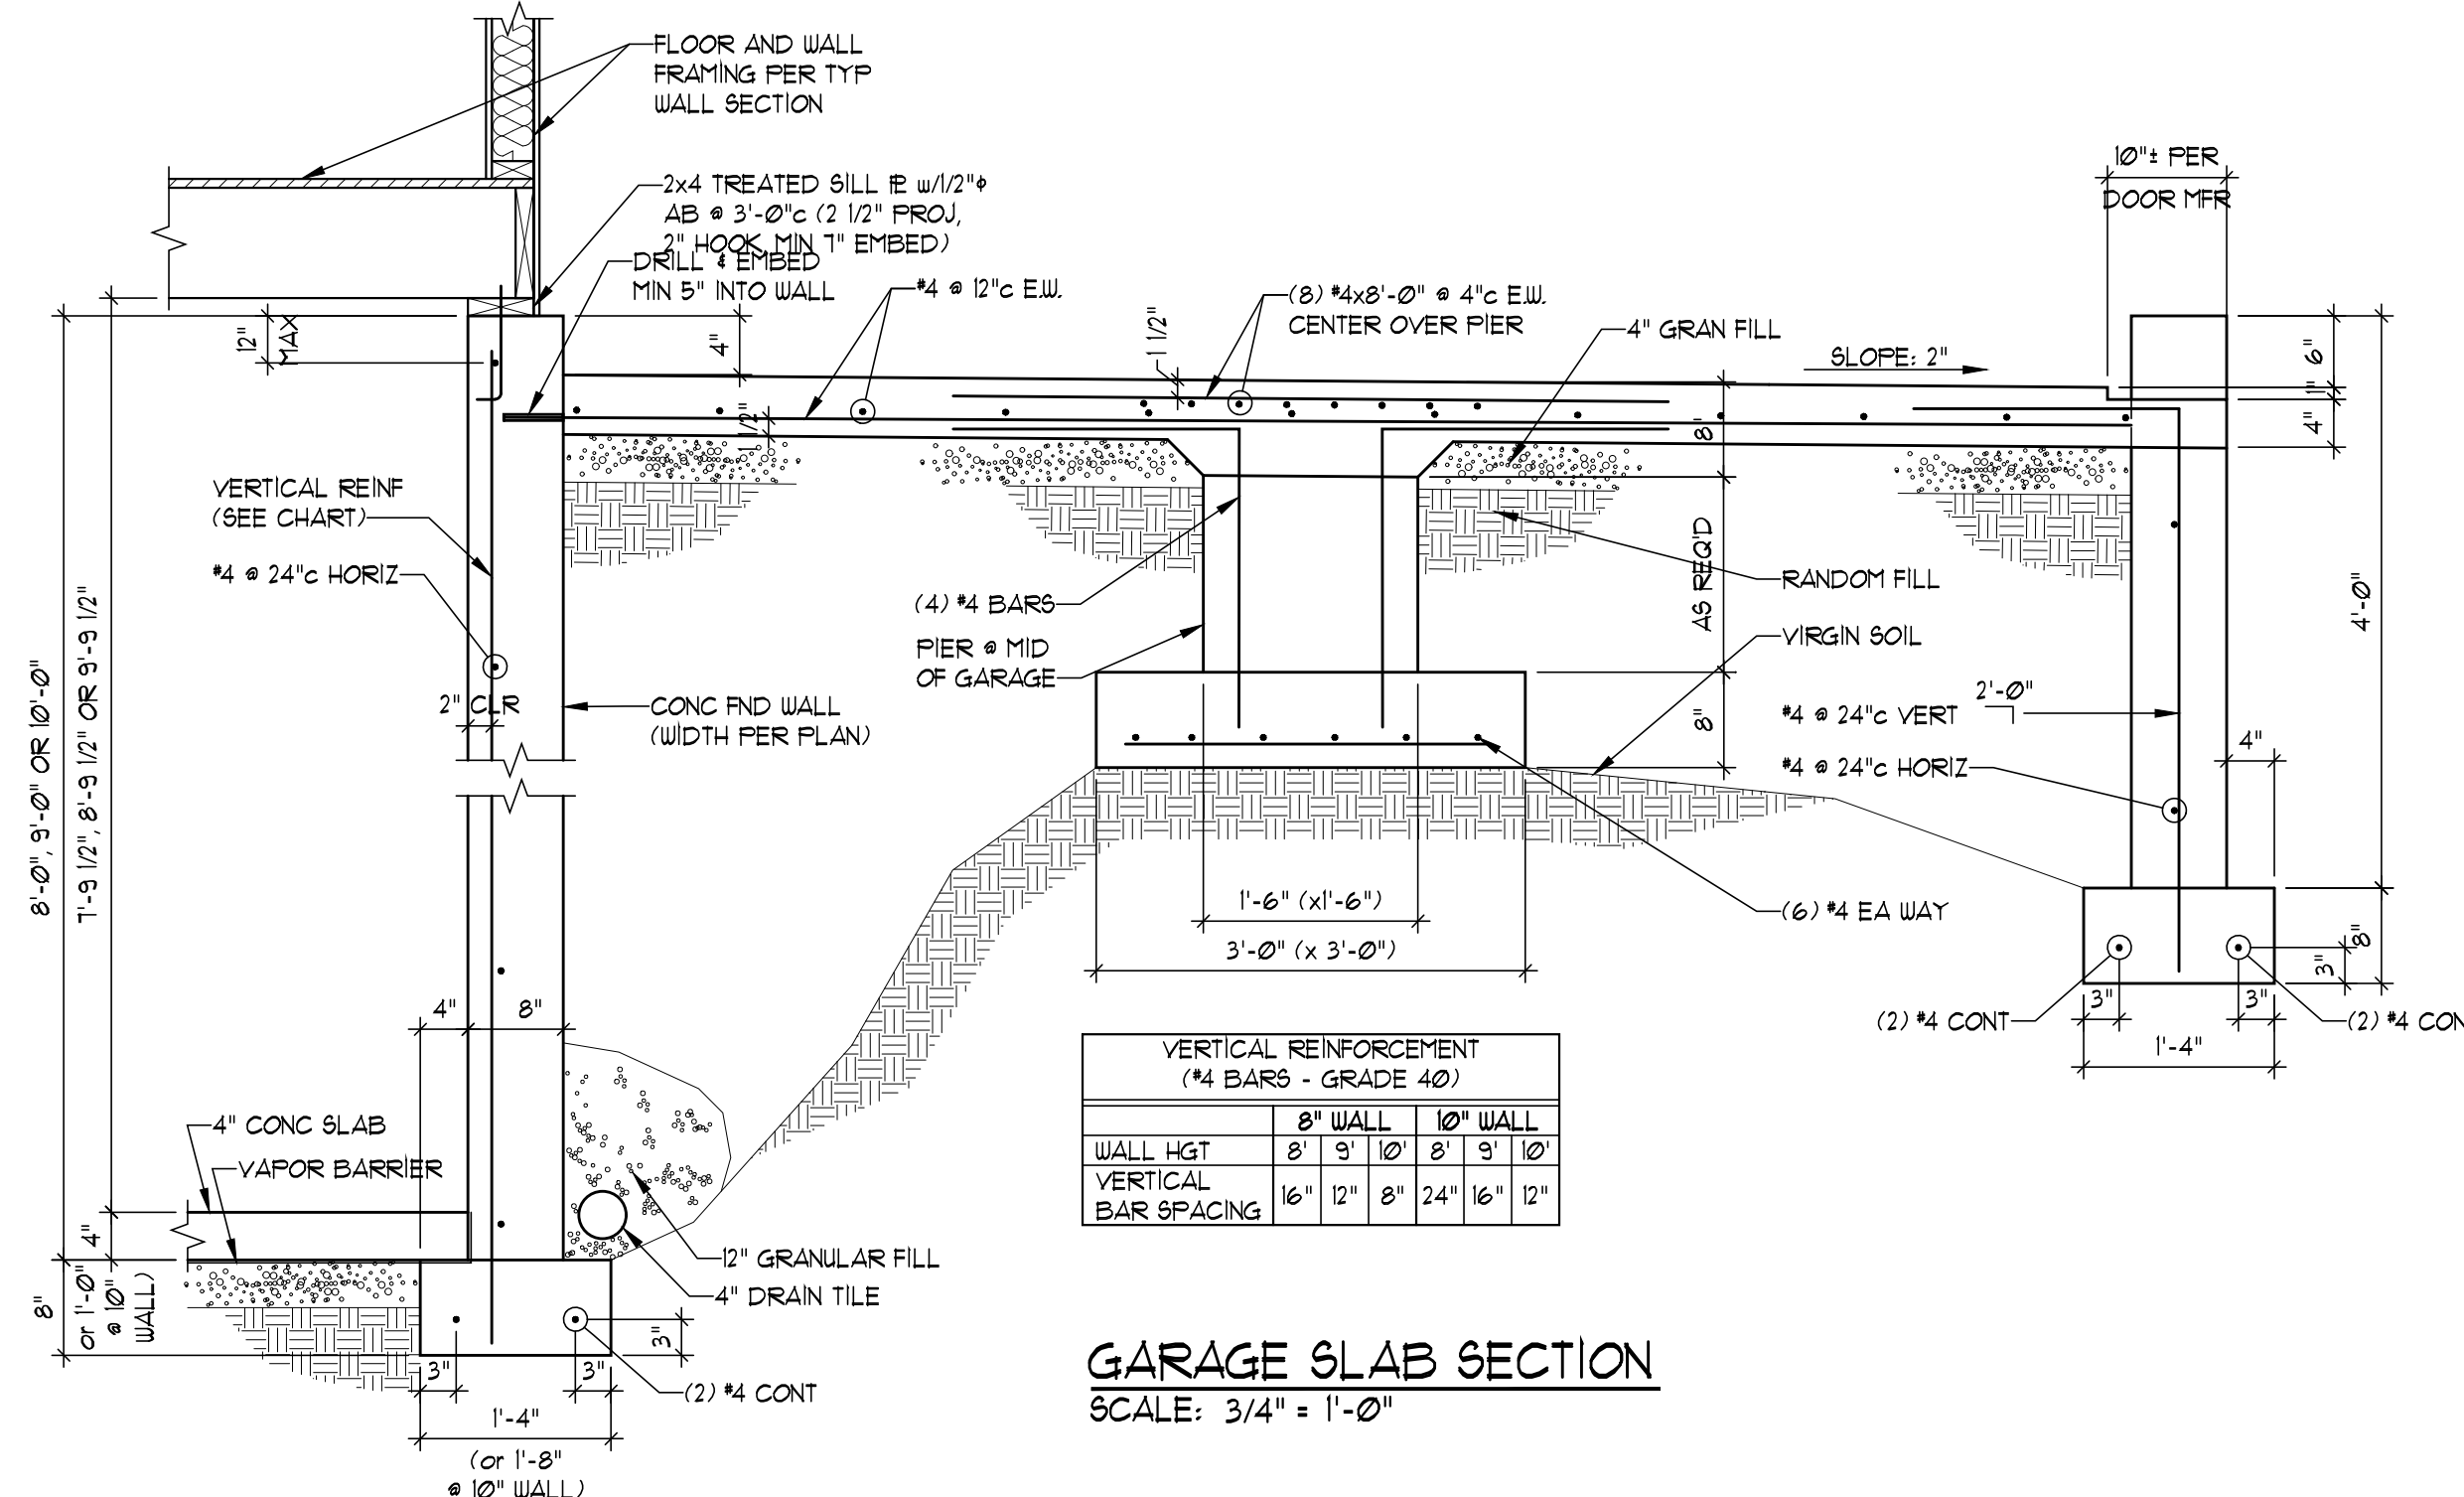 FLOOR AND WALL
FRAMING PER TYP
WALL SECTION
2x4 TREATED SILL PL w/1/2"Φ
AB @ 3'-0"c (2 1/2" PROJ,
2" HOOK, MIN 7" EMBED)
DRILL & EMBED
MIN 5" INTO WALL
#4 @ 12"c E.W.
(8) #4x8'-0" @ 4"c E.W.
CENTER OVER PIER
4" GRAN FILL
SLOPE: 2"
10"± PER
DOOR MFR
12"
MAX
4"
1 1/2"
1 1/2"
8"
6"
1"
4"
VERTICAL REINF
(SEE CHART)
#4 @ 24"c HORIZ
2" CLR
CONC FND WALL
(WIDTH PER PLAN)
8'-0", 9'-0" OR 10'-0"
7'-9 1/2", 8'-9 1/2" OR 9'-9 1/2"
(4) #4 BARS
PIER @ MID
OF GARAGE
AS REQ'D
8"
RANDOM FILL
VIRGIN SOIL
#4 @ 24"c VERT
2'-0"
#4 @ 24"c HORIZ
4"
4'-0"
1'-6" (x1'-6")
3'-0" (x 3'-0")
(6) #4 EA WAY
8"
3"
3"
3"
(2) #4 CONT
(2) #4 CON
1'-4"
4"
8"
4" CONC SLAB
VAPOR BARRIER
4"
8"
or 1'-0"
@ 10"
WALL)
12" GRANULAR FILL
4" DRAIN TILE
3"
3"
3"
(2) #4 CONT
1'-4"
(or 1'-8"
@ 10" WALL)
VERTICAL REINFORCEMENT
(#4 BARS - GRADE 40)
8" WALL 10" WALL
WALL HGT 8' 9' 10' 8' 9' 10'
VERTICAL
BAR SPACING 16" 12" 8" 24" 16" 12"
GARAGE SLAB SECTION
SCALE: 3/4" = 1'-0"